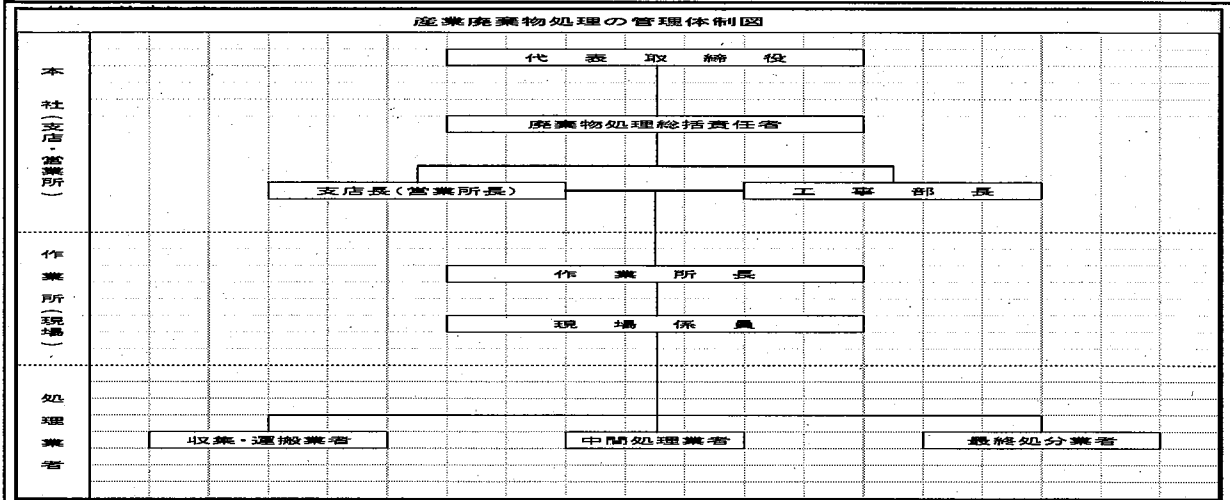 産業廃棄物処理の管理体制図
本社(支店・営業所)
代表取締役
廃棄物処理総括責任者
支店長(営業所長)
工事部長
作業所(現場)
作業所長
現場係員
処理業者
収集・運搬業者
中間処理業者
最終処分業者